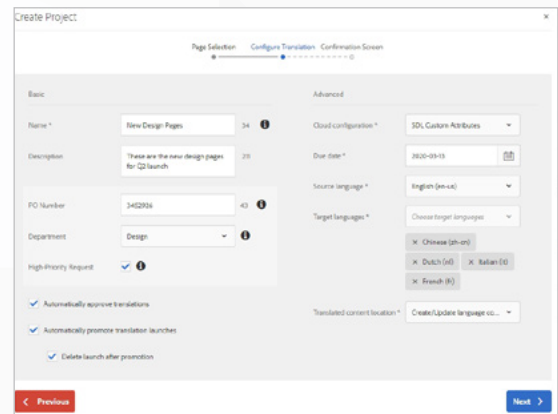 Create Project
×
Page Selection Configure Translation Confirmation Screen
Basic
Name * New Design Pages 34
Description These are the new design pages
for Q2 launch
PO Number 3452936 43
Department Design
High-Priority Request
Automatically approve translations
Automatically promote translation launches
Delete launch after promotion
Advanced
Cloud configuration * SDL Custom Attributes
Due date * 2020-03-13
Source language * English (en-us)
Target languages * Choose target languages
× Chinese (zh-cn)
× Dutch (nl) × Italian (it)
× French (fr)
Translated content location * Create/Update language co...
Previous
Next